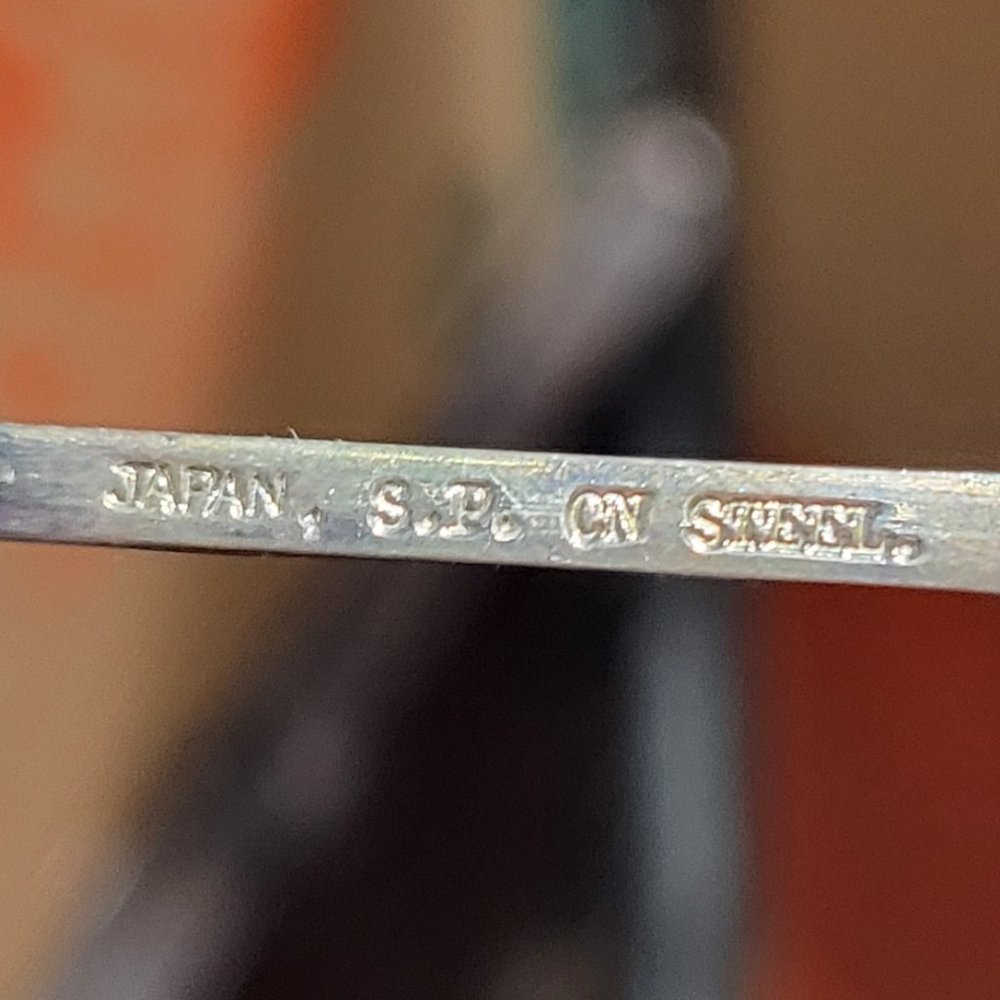 JAPAN, S.P. ON STEEL.